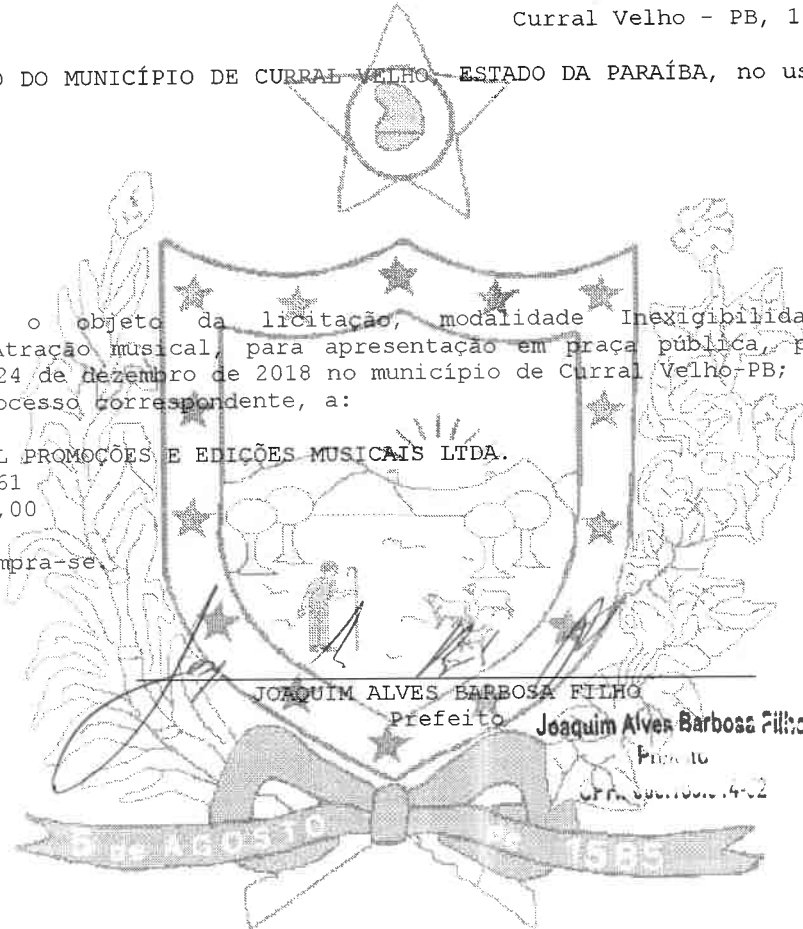 Curral Velho - PB, 1
O DO MUNICÍPIO DE CURRAL VELHO, ESTADO DA PARAÍBA, no us
o objeto da licitação, modalidade Inexigibilida
Atração musical, para apresentação em praça pública, p
24 de dezembro de 2018 no município de Curral Velho-PB;
ocesso correspondente, a:
L PROMOÇÕES E EDIÇÕES MUSICAIS LTDA.
61
,00
mpra-se.
JOAQUIM ALVES BARBOSA FILHO
Prefeito
Joaquim Alves Barbosa Filho
5 de AGOSTO de 1585